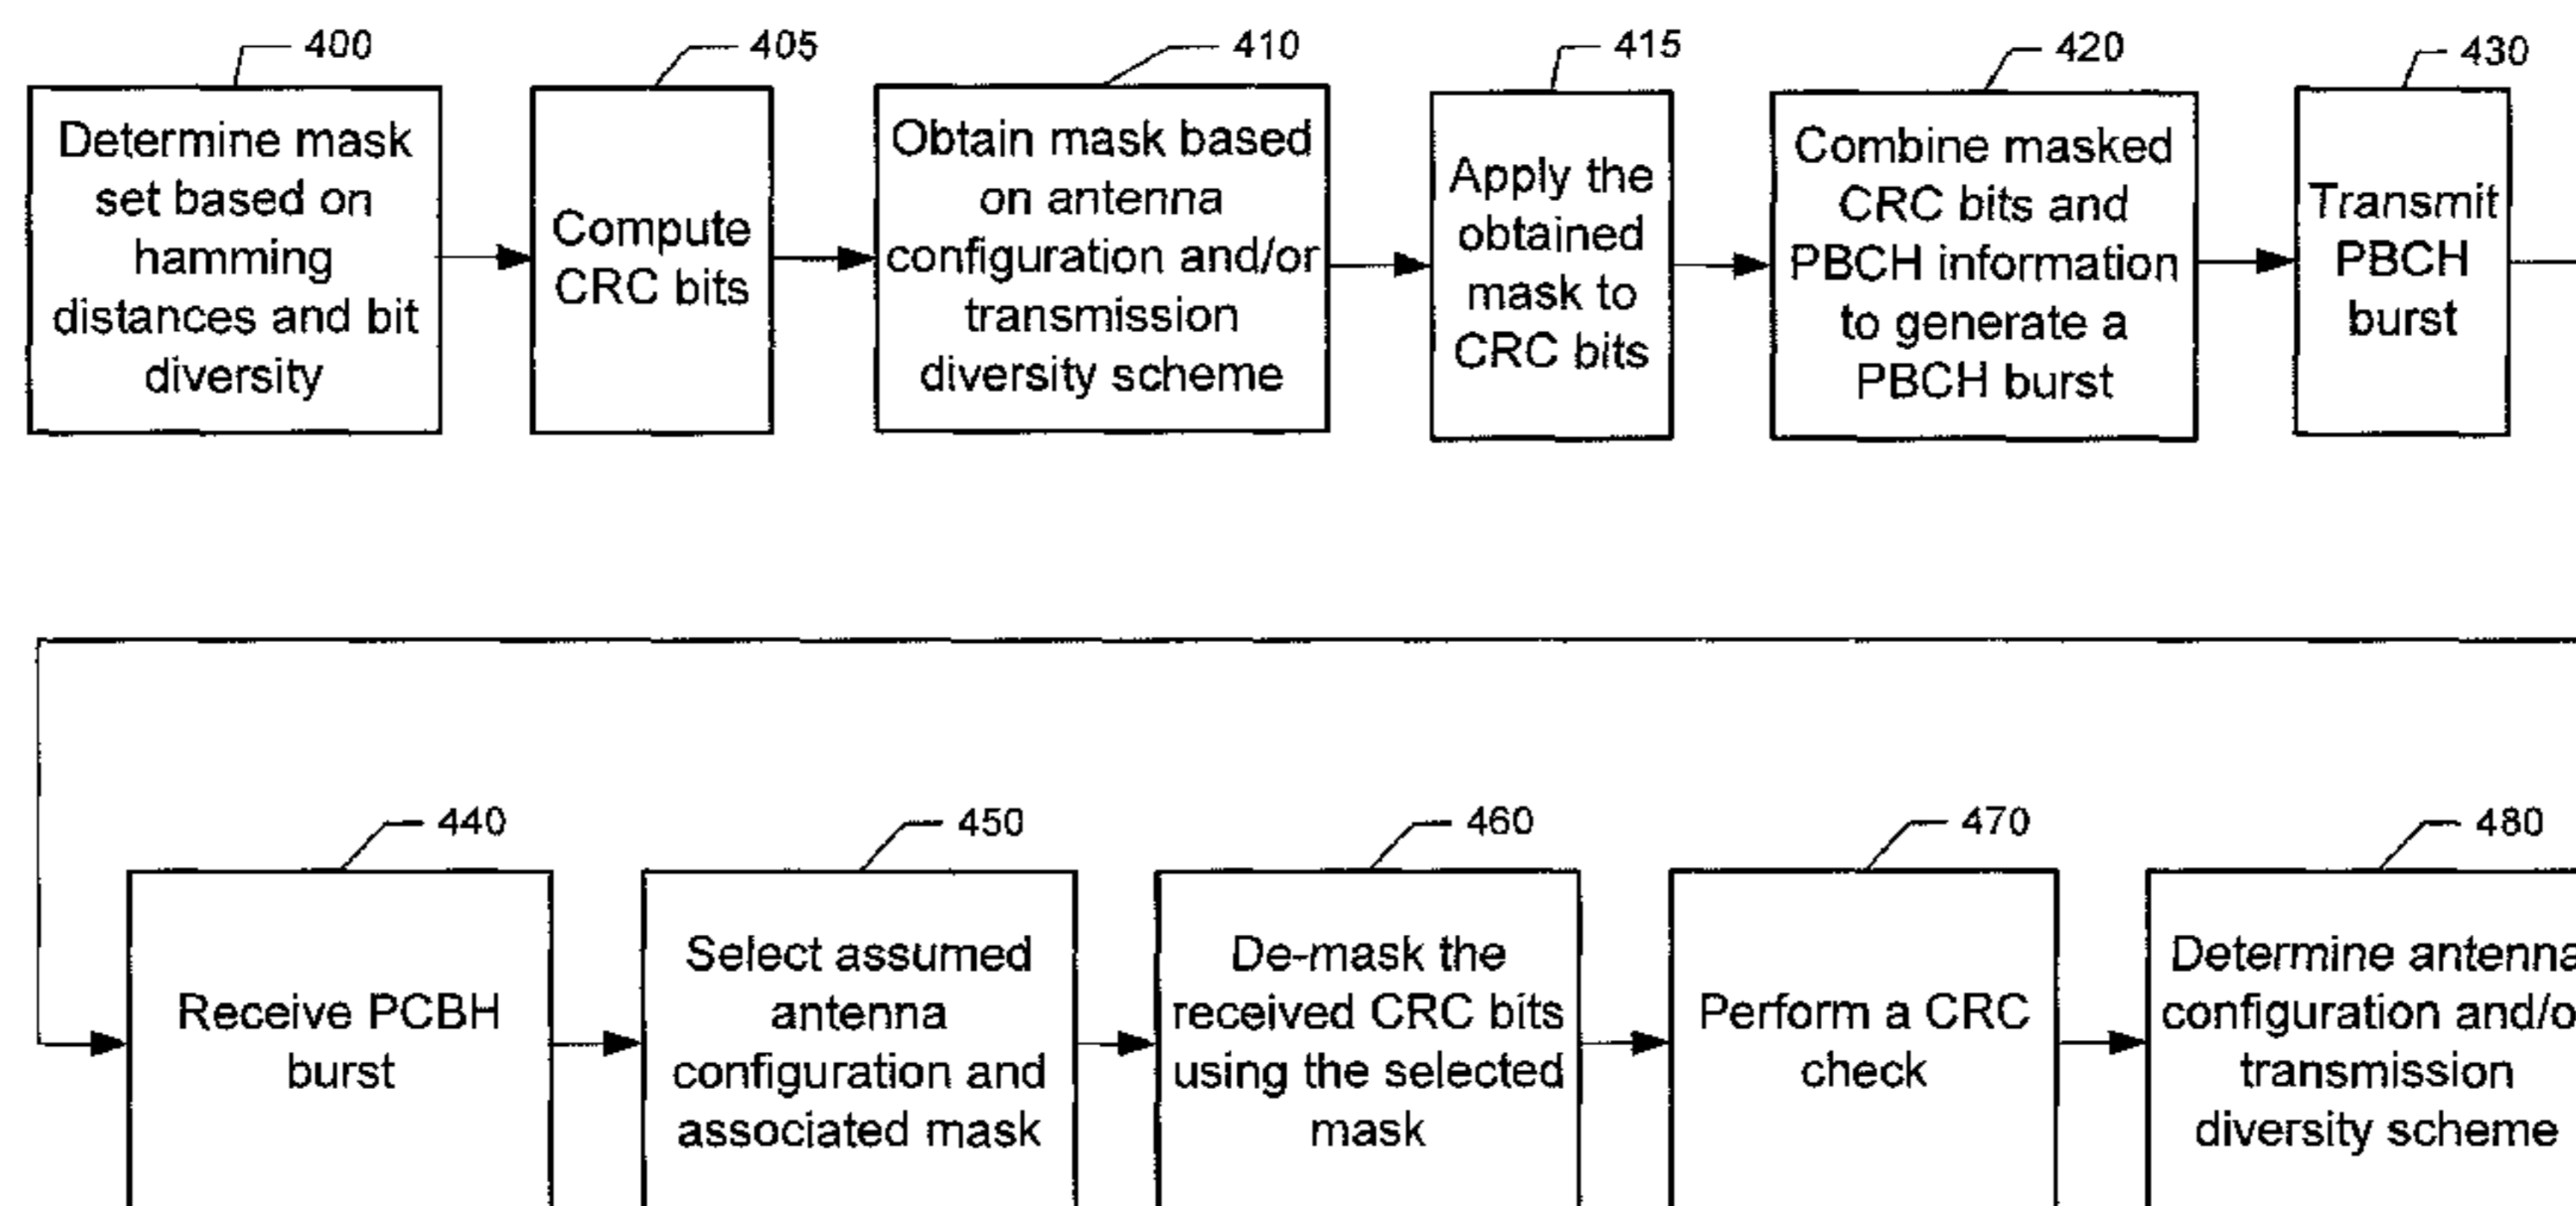 400
Determine mask
set based on
hamming
distances and bit
diversity
405
Compute
CRC bits
410
Obtain mask based
on antenna
configuration and/or
transmission
diversity scheme
415
Apply the
obtained
mask to
CRC bits
420
Combine masked
CRC bits and
PBCH information
to generate a
PBCH burst
430
Transmit
PBCH
burst
440
Receive PCBH
burst
450
Select assumed
antenna
configuration and
associated mask
460
De-mask the
received CRC bits
using the selected
mask
470
Perform a CRC
check
480
Determine antenna
configuration and/o
transmission
diversity scheme